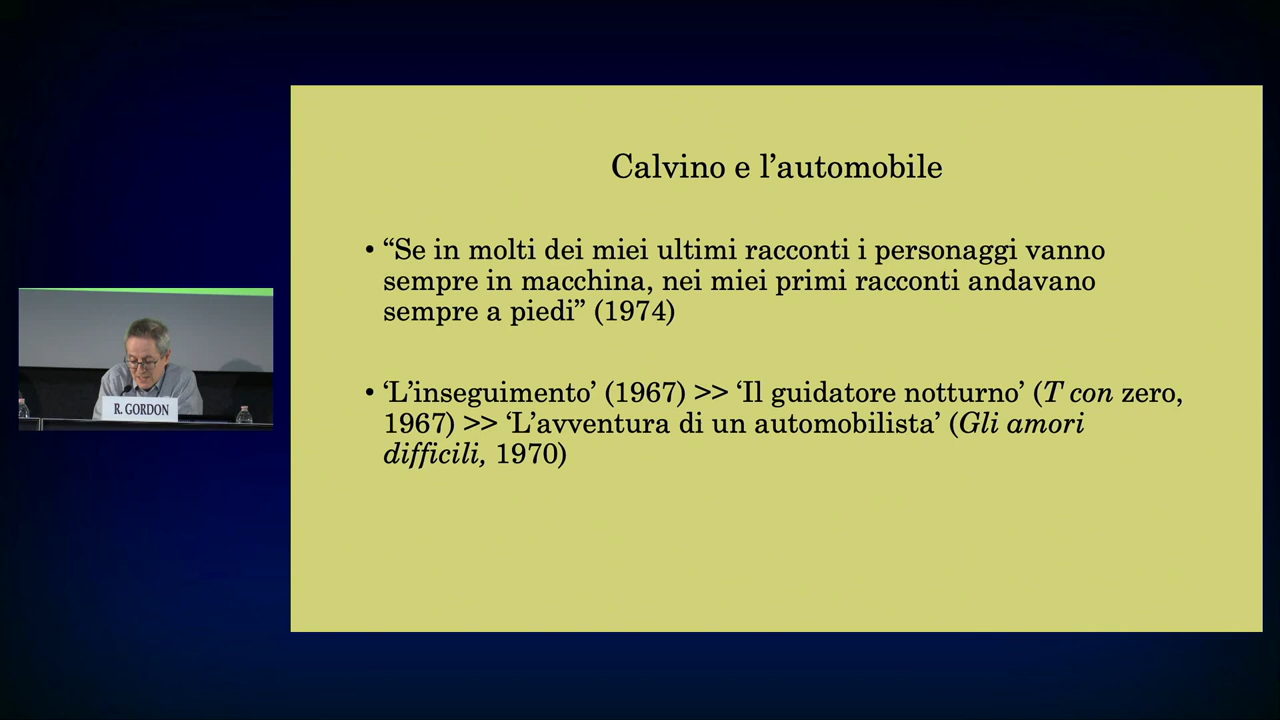 Calvino e l’automobile
• “Se in molti dei miei ultimi racconti i personaggi vanno
sempre in macchina, nei miei primi racconti andavano
sempre a piedi” (1974)
• ‘L’inseguimento’ (1967) >> ‘Il guidatore notturno’ (T con zero,
1967) >> ‘L’avventura di un automobilista’ (Gli amori
difficili, 1970)
R. GORDON